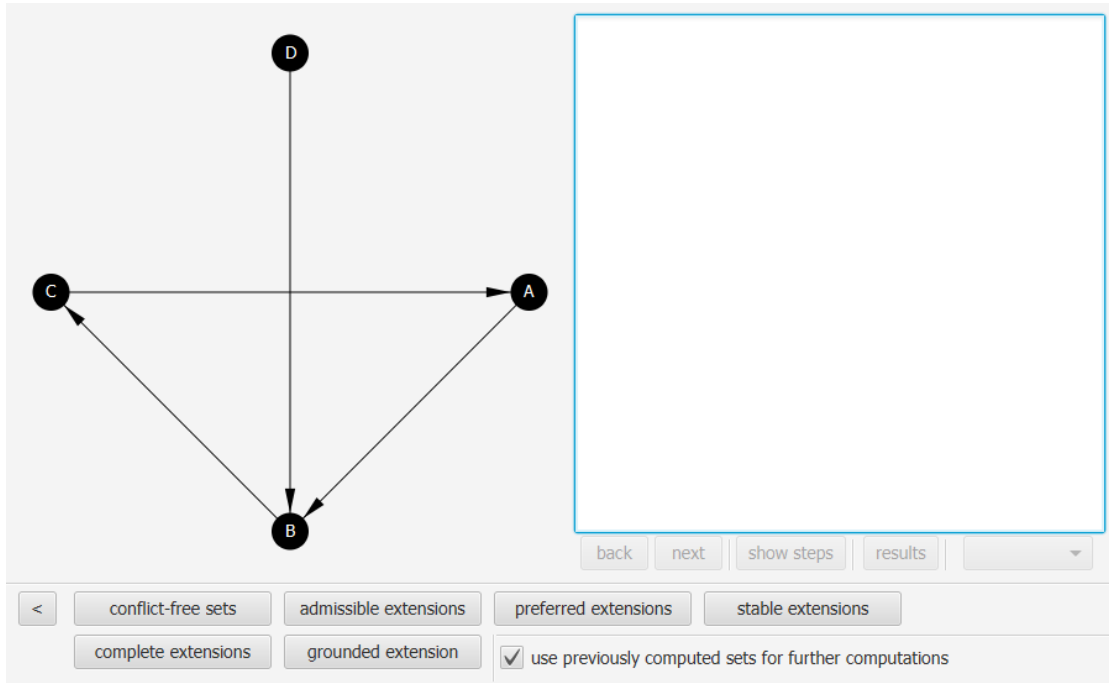 D
C
A
B
back next show steps results
< conflict-free sets admissible extensions preferred extensions stable extensions
complete extensions grounded extension use previously computed sets for further computations